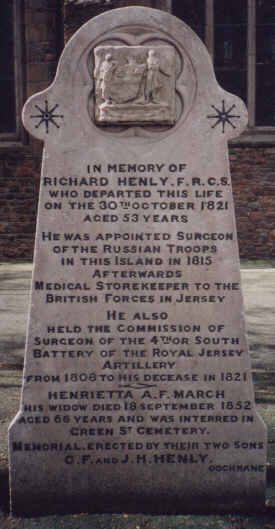 IN MEMORY OF
RICHARD HENLY. F.R.C.S.
WHO DEPARTED THIS LIFE
ON THE 30TH OCTOBER 1821
AGED 53 YEARS
HE WAS APPOINTED SURGEON
OF THE RUSSIAN TROOPS
IN THIS ISLAND IN 1815
AFTERWARDS
MEDICAL STOREKEEPER TO THE
BRITISH FORCES IN JERSEY
HE ALSO
HELD THE COMMISSION OF
SURGEON OF THE 4TH OR SOUTH
BATTERY OF THE ROYAL JERSEY
ARTILLERY
FROM 1806 TO HIS DECEASE IN 1821
HENRIETTA A.F. MARCH
HIS WIDOW DIED 18 SEPTEMBER 1852
AGED 66 YEARS AND WAS INTERRED IN
GREEN ST CEMETERY.
MEMORIAL, ERECTED BY THEIR TWO SONS
C.F. AND J.H. HENLY.